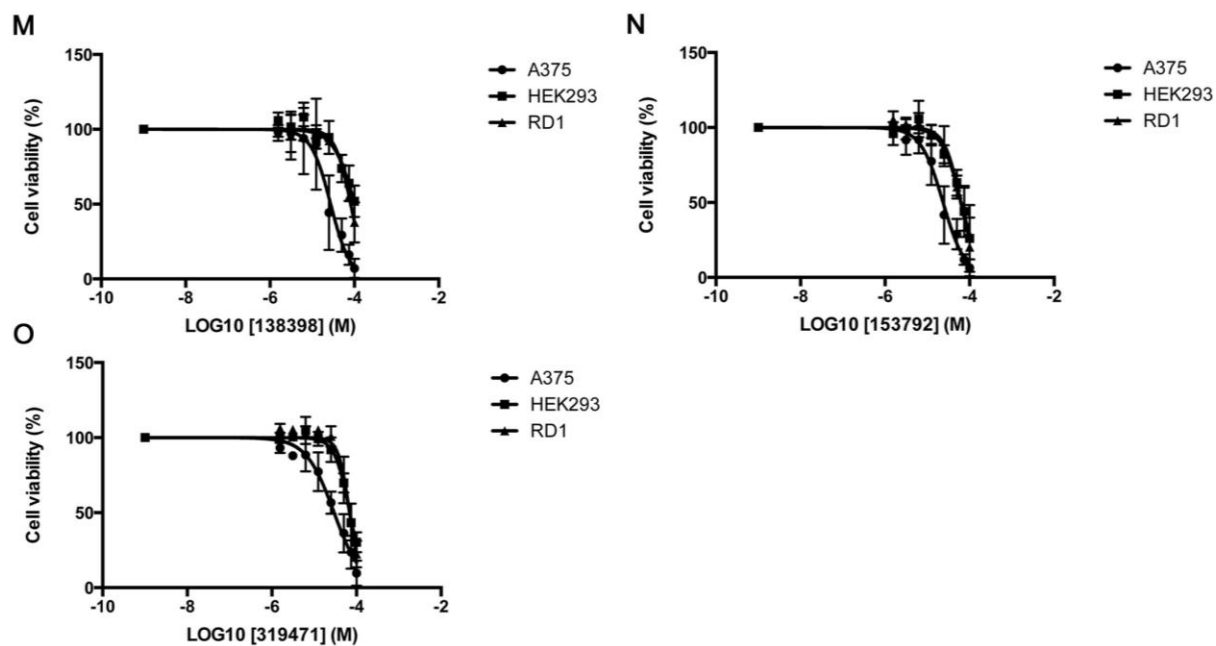 M
150
100
50
0
Cell viability (%)
-10
-8
-6
-4
-2
LOG10 [138398] (M)
A375
HEK293
RD1
N
150
100
50
0
Cell viability (%)
-10
-8
-6
-4
-2
LOG10 [153792] (M)
A375
HEK293
RD1
O
150
100
50
0
Cell viability (%)
-10
-8
-6
-4
-2
LOG10 [319471] (M)
A375
HEK293
RD1